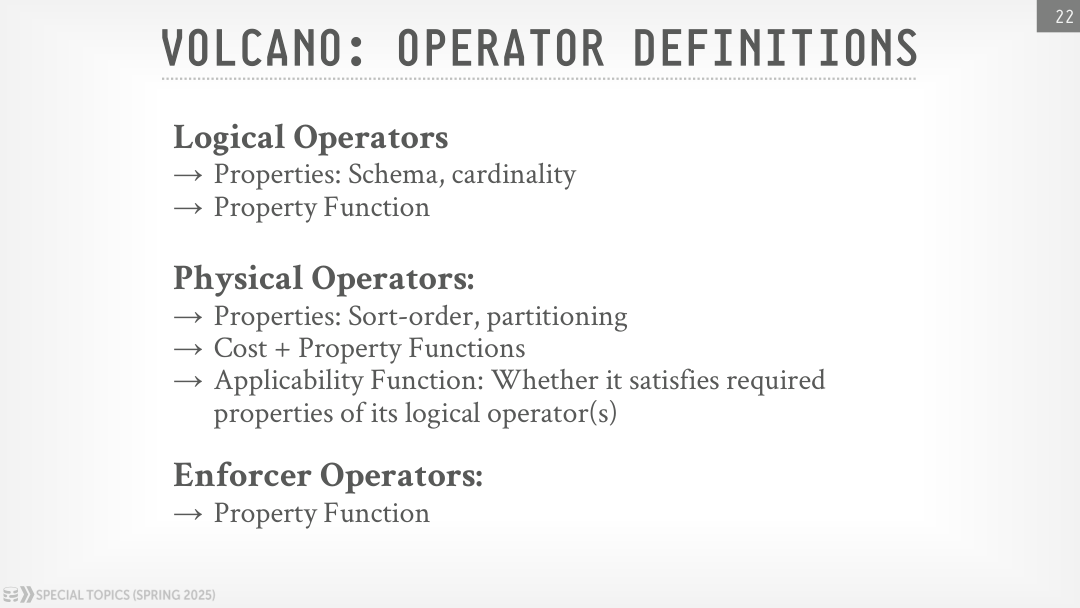 22
VOLCANO: OPERATOR DEFINITIONS
Logical Operators
→ Properties: Schema, cardinality
→ Property Function
Physical Operators:
→ Properties: Sort-order, partitioning
→ Cost + Property Functions
→ Applicability Function: Whether it satisfies required
properties of its logical operator(s)
Enforcer Operators:
→ Property Function
SPECIAL TOPICS (SPRING 2025)